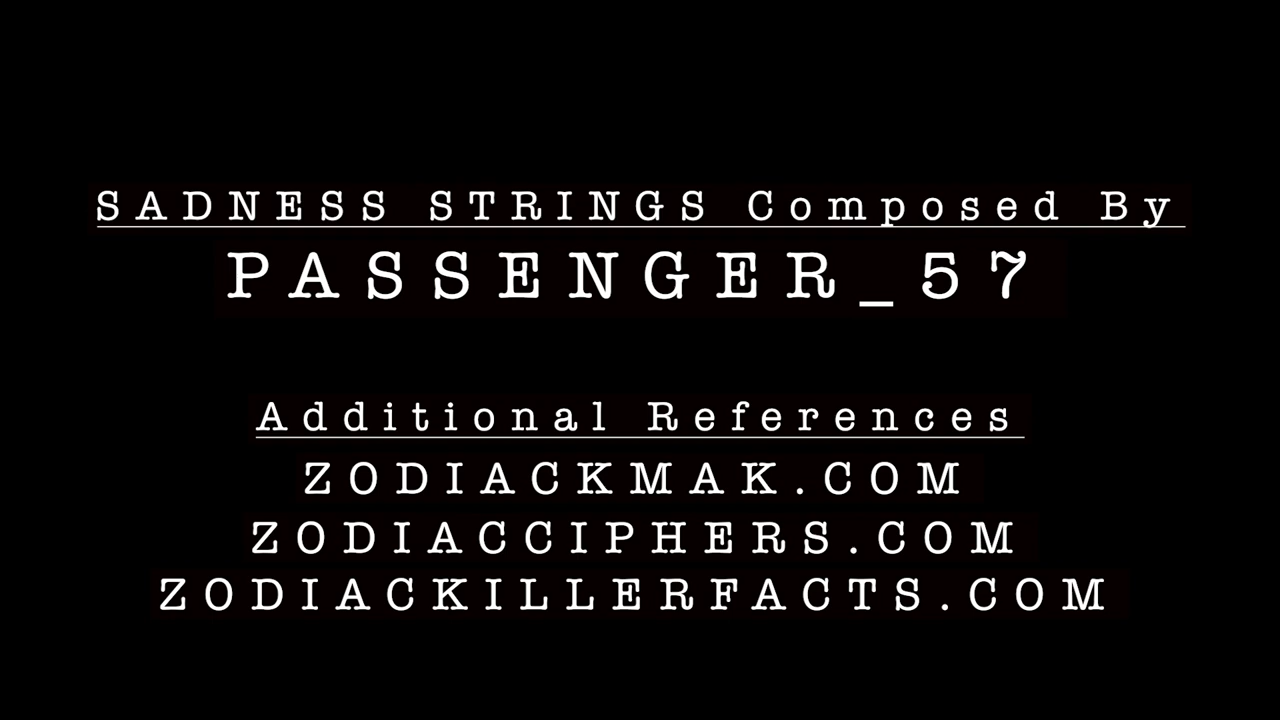 SADNESS STRINGS Composed By
PASSENGER_57
Additional References
ZODIACKMAK.COM
ZODIACCIPHERS.COM
ZODIACKILLERFACTS.COM